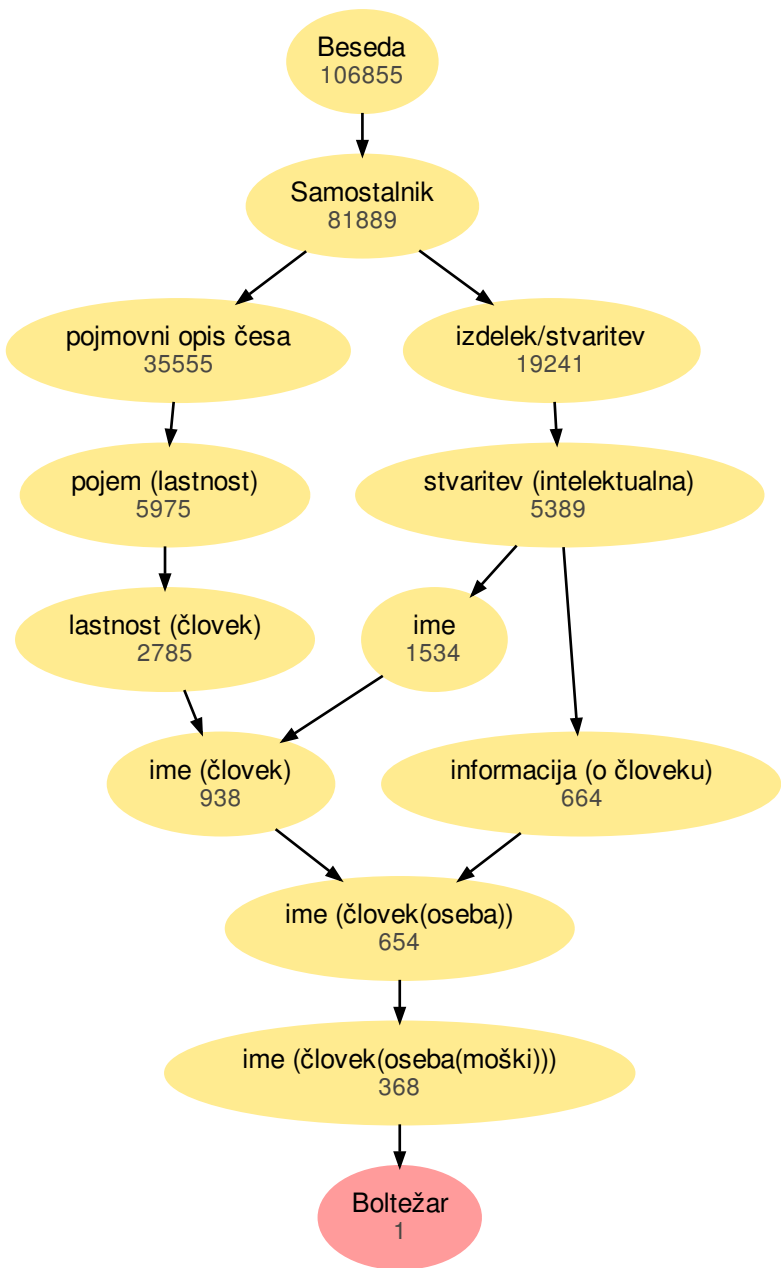 Beseda
106855
Samostalnik
81889
pojmovni opis česa
35555
izdelek/stvaritev
19241
pojem (lastnost)
5975
stvaritev (intelektualna)
5389
lastnost (človek)
2785
ime
1534
ime (človek)
938
informacija (o človeku)
664
ime (človek(oseba))
654
ime (človek(oseba(moški)))
368
Boltežar
1